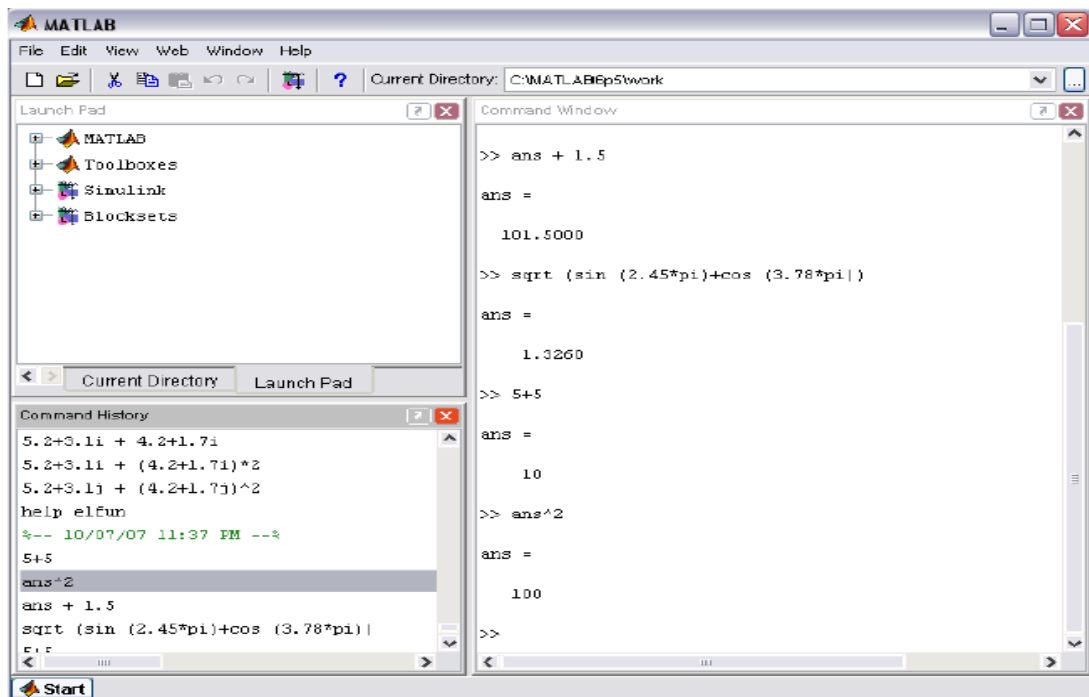 MATLAB
File Edit View Web Window Help
? Current Directory: C:\MATLAB6p5\work ...
Launch Pad
MATLAB
Toolboxes
Simulink
Blocksets
Current Directory Launch Pad
Command History
5.2+3.1i + 4.2+1.7i
5.2+3.1i + (4.2+1.7i)*2
5.2+3.1j + (4.2+1.7j)^2
help elfun
%-- 10/07/07 11:37 PM --%
5+5
ans^2
ans + 1.5
sqrt (sin (2.45*pi)+cos (3.78*pi)|
5+5
Command Window
>> ans + 1.5
ans =
101.5000
>> sqrt (sin (2.45*pi)+cos (3.78*pi|)
ans =
1.3260
>> 5+5
ans =
10
>> ans^2
ans =
100
>>
Start